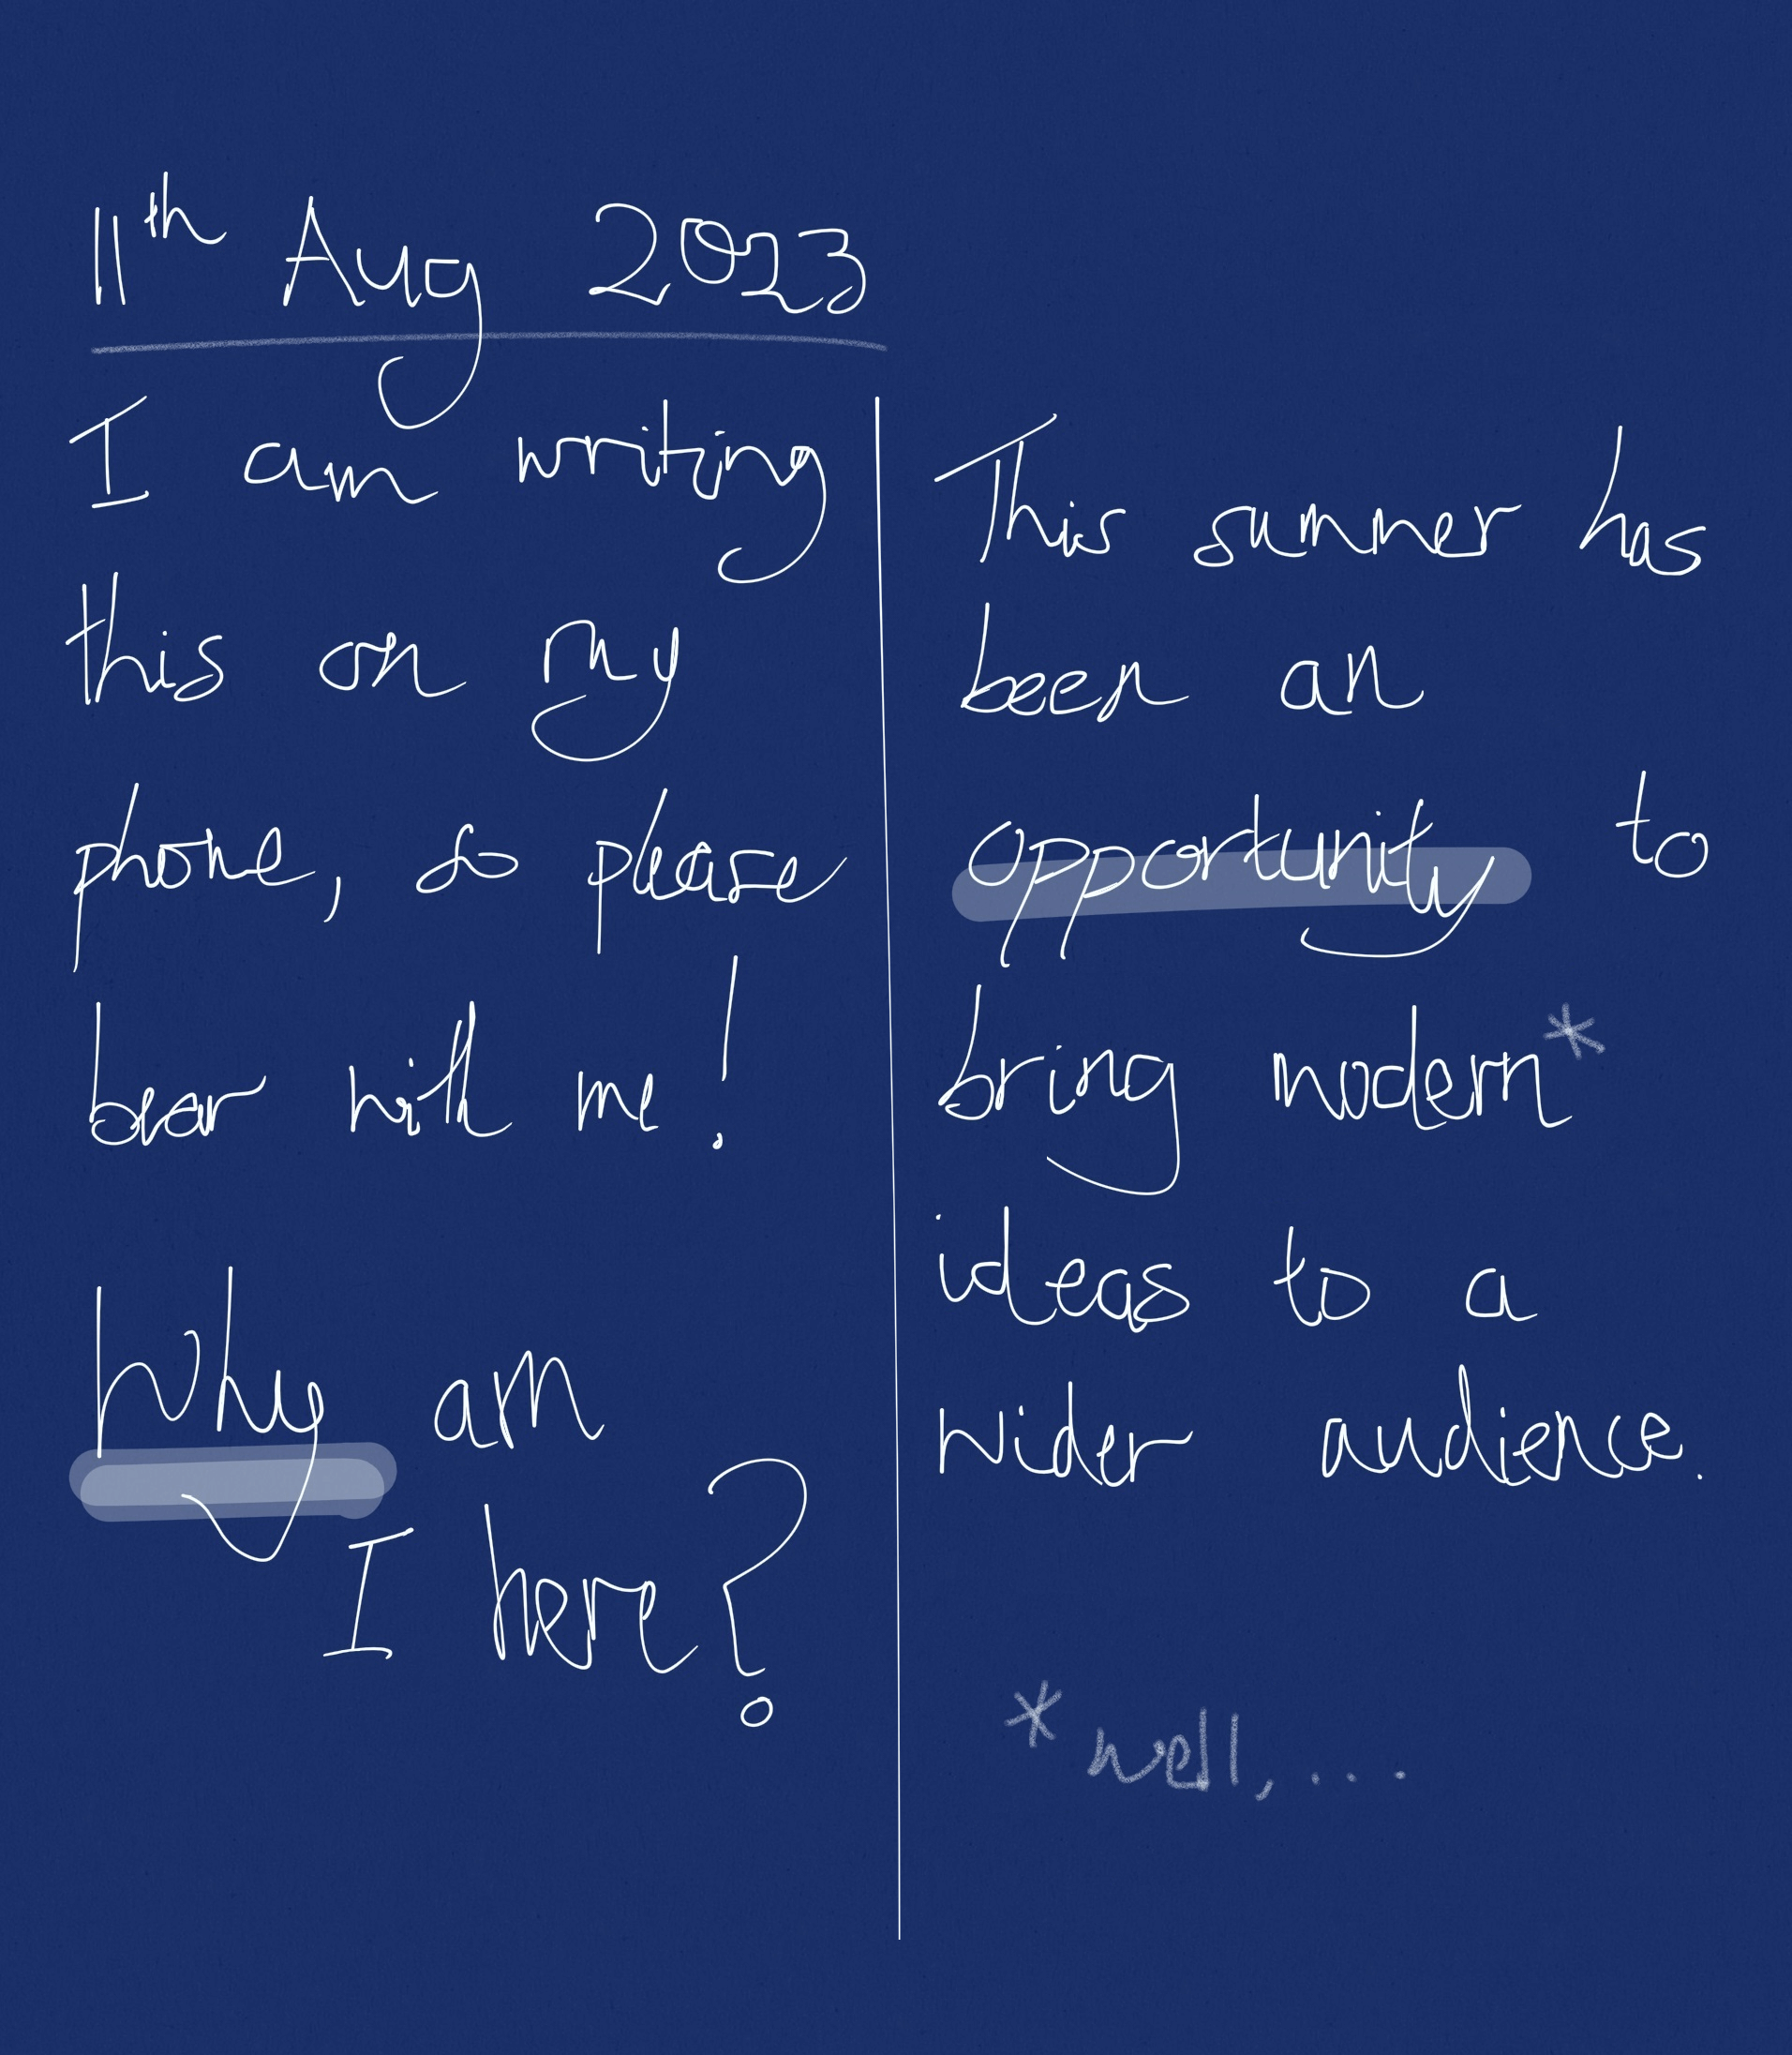 11th Aug 2023
I am writing
this on my
phone, so please
bear with me!
Why am
I here?
This summer has
been an
opportunity to
bring modern*
ideas to a
wider audience.
*well,...